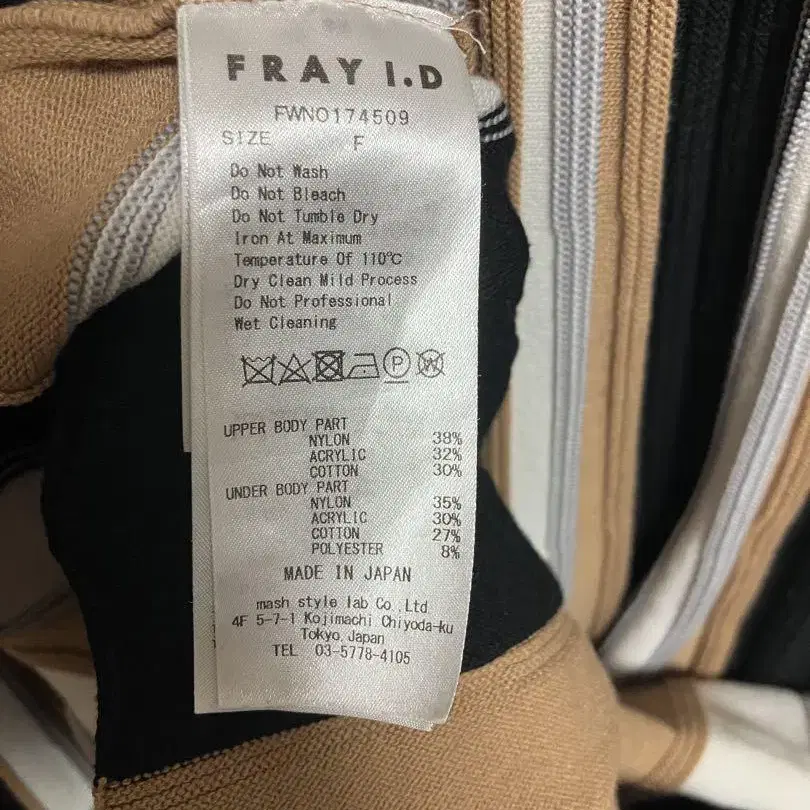 FRAY I.D
FWNO174509
SIZE F
Do Not Wash
Do Not Bleach
Do Not Tumble Dry
Iron At Maximum
Temperature Of 110℃
Dry Clean Mild Process
Do Not Professional
Wet Cleaning
P W
UPPER BODY PART
NYLON 38%
ACRYLIC 32%
COTTON 30%
UNDER BODY PART
NYLON 35%
ACRYLIC 30%
COTTON 27%
POLYESTER 8%
MADE IN JAPAN
mash style lab Co.,Ltd
4F 5-7-1 Kojimachi Chiyoda-ku
Tokyo.Japan
TEL 03-5778-4105